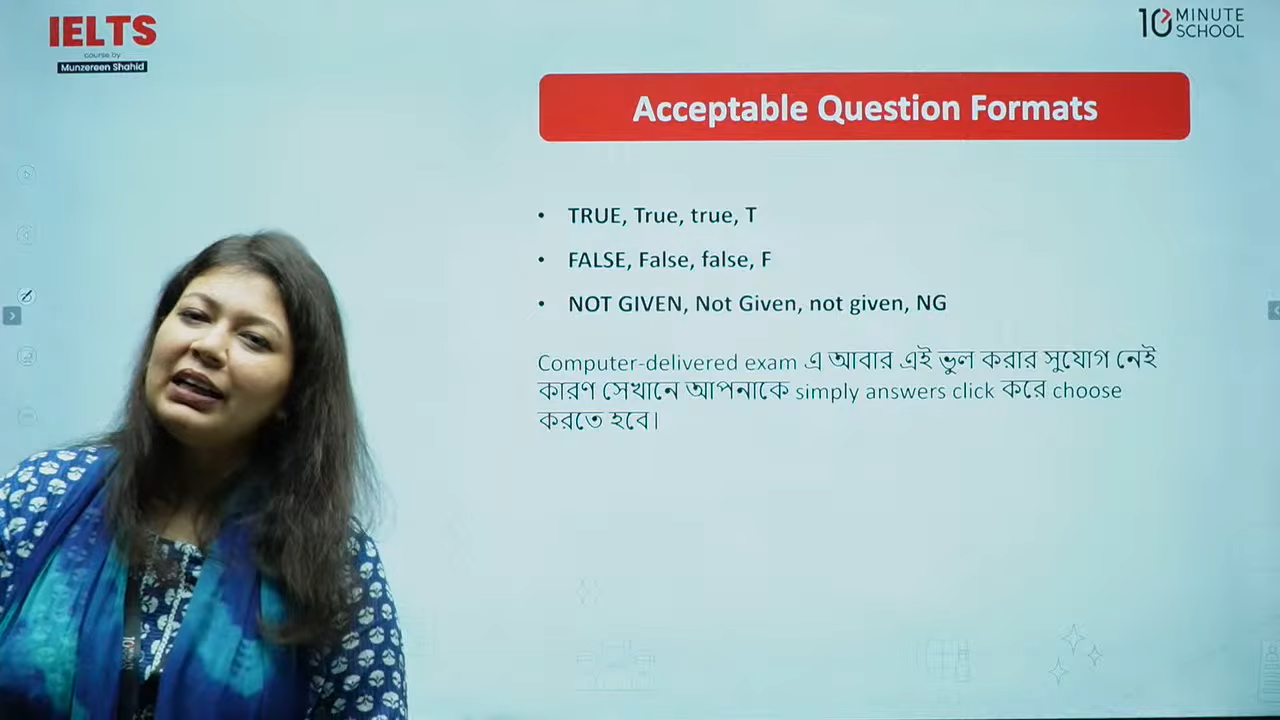 IELTS
course by
Munzereen Shahid
10 MINUTE
SCHOOL
Acceptable Question Formats
• TRUE, True, true, T
• FALSE, False, false, F
• NOT GIVEN, Not Given, not given, NG
Computer-delivered exam এ আবার এই ভুল করার সুযোগ নেই
কারণ সেখানে আপনাকে simply answers click করে choose
করতে হবে।